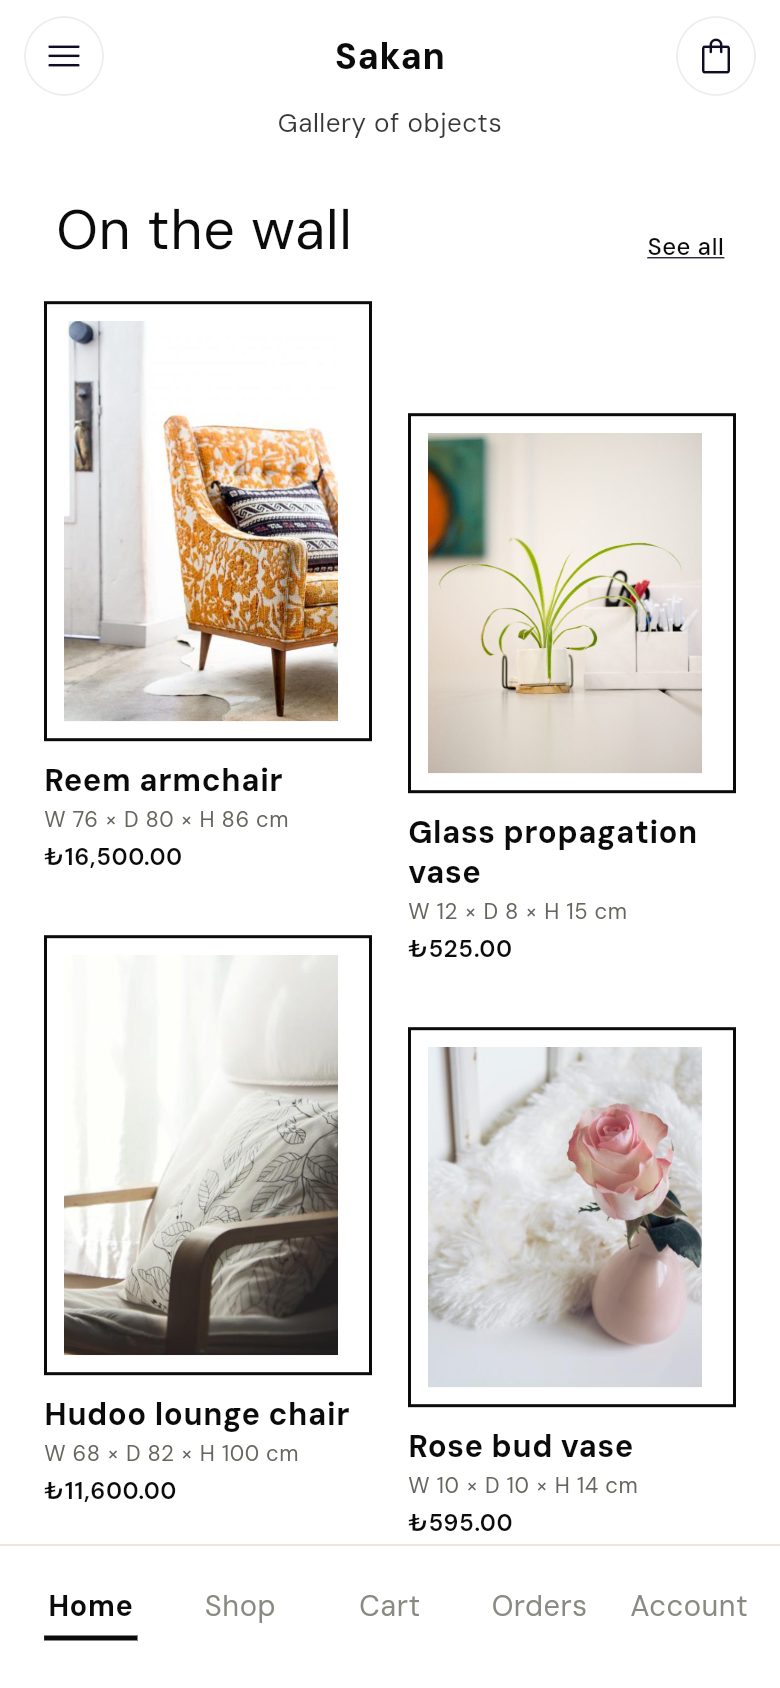 Sakan
Gallery of objects
On the wall
See all
Reem armchair
W 76 × D 80 × H 86 cm
₺16,500.00
Glass propagation
vase
W 12 × D 8 × H 15 cm
₺525.00
Hudoo lounge chair
W 68 × D 82 × H 100 cm
₺11,600.00
Rose bud vase
W 10 × D 10 × H 14 cm
₺595.00
Home
Shop
Cart
Orders
Account